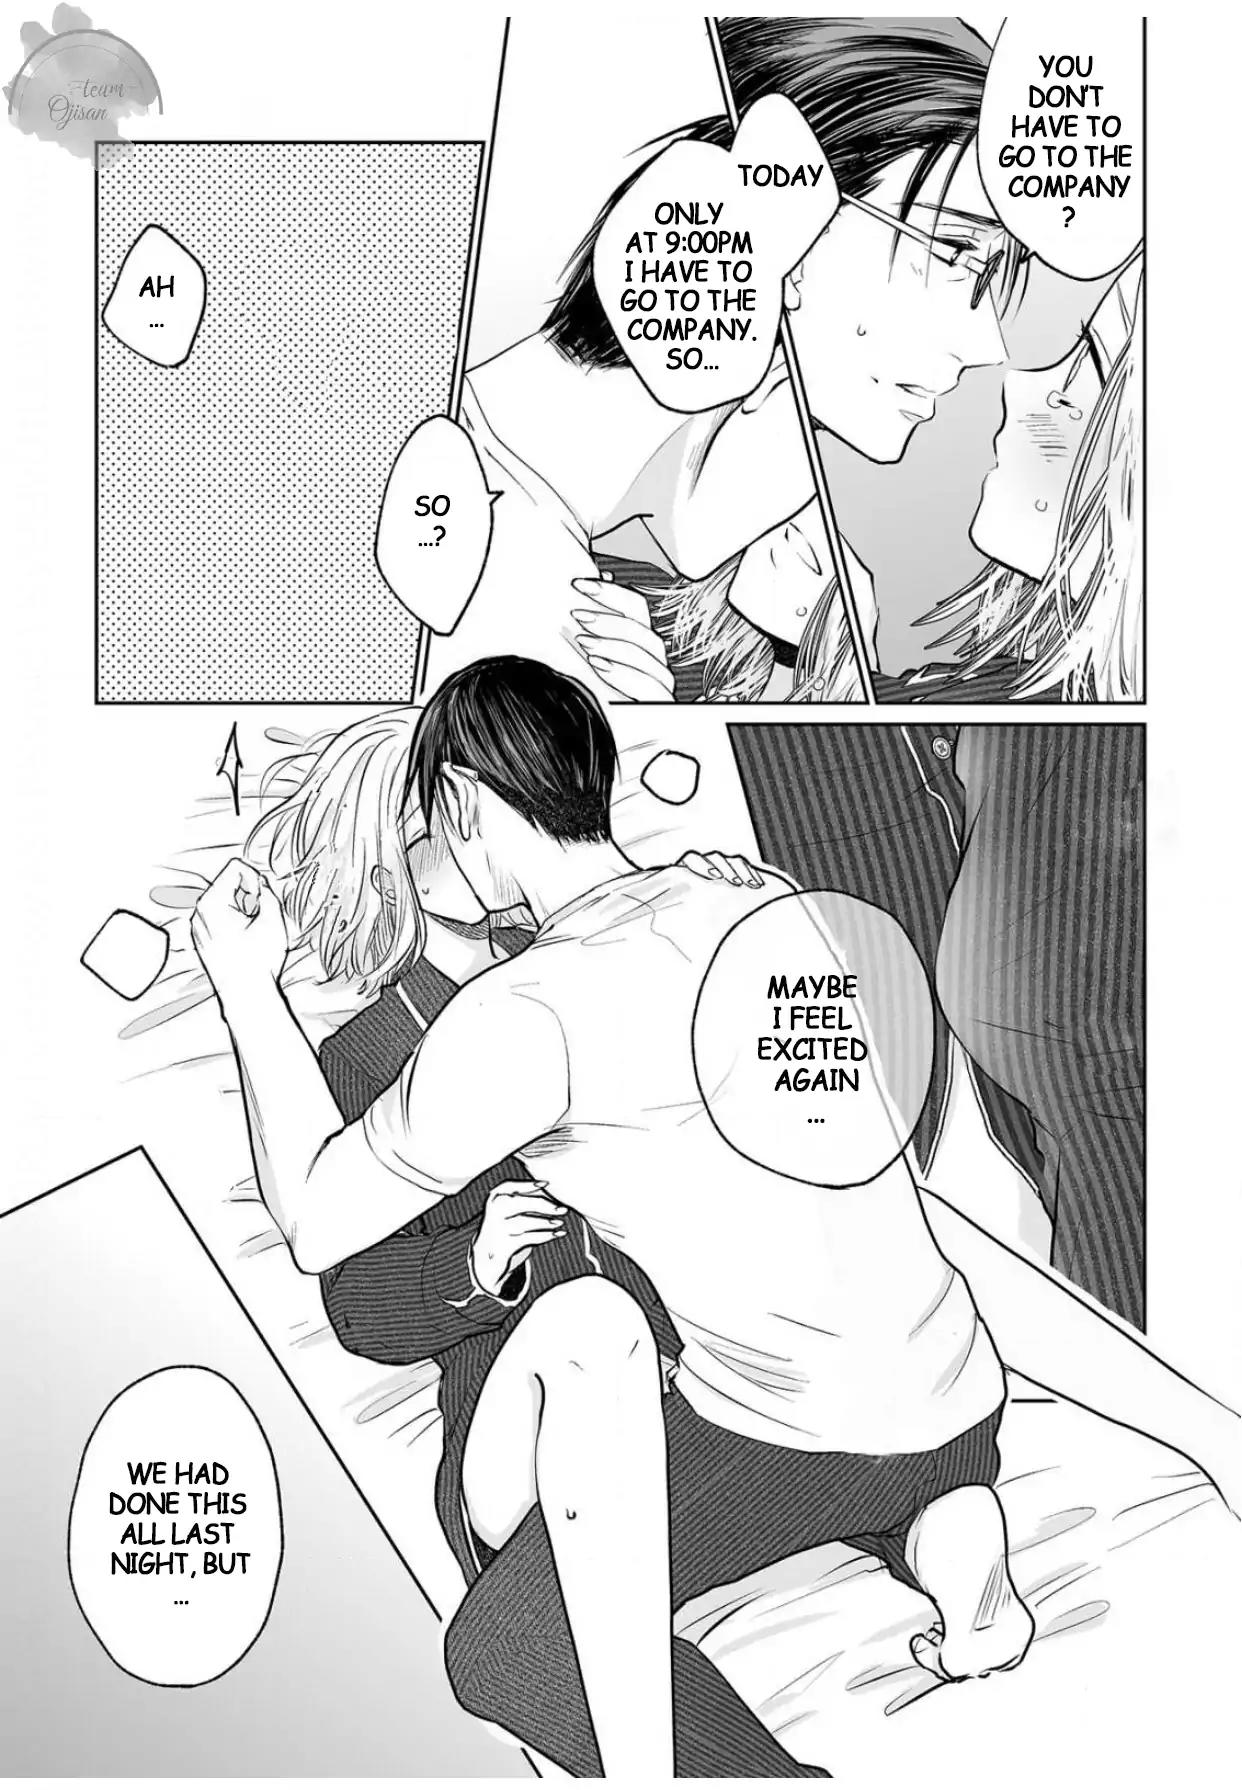 team
Ojisan
YOU
DON'T
HAVE TO
GO TO THE
COMPANY
?
TODAY
ONLY
AT 9:00PM
I HAVE TO
GO TO THE
COMPANY.
SO...
SO
...?
AH
...
MAYBE
I FEEL
EXCITED
AGAIN
...
WE HAD
DONE THIS
ALL LAST
NIGHT, BUT
...